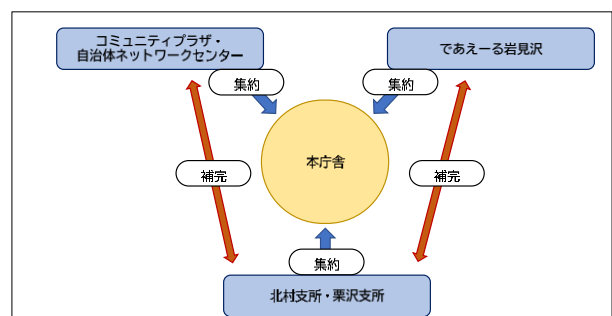 コミュニティプラザ・
自治体ネットワークセンター
であえーる岩見沢
集約
集約
本庁舎
補完
補完
集約
北村支所・栗沢支所